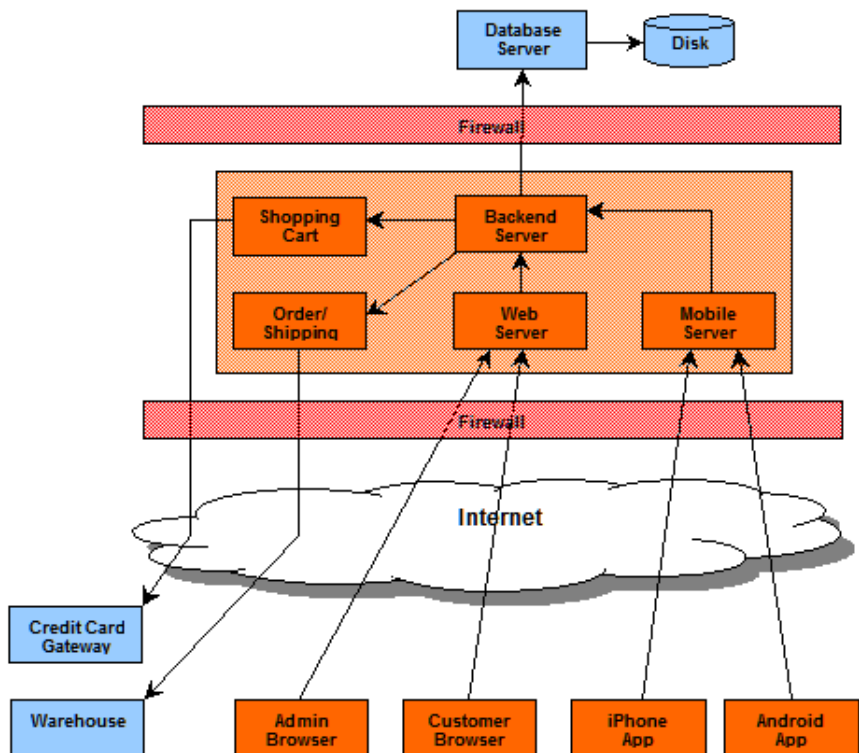 Database
Server
Disk
Firewall
Shopping
Cart
Backend
Server
Order/
Shipping
Web
Server
Mobile
Server
Firewall
Internet
Credit Card
Gateway
Warehouse
Admin
Browser
Customer
Browser
iPhone
App
Android
App